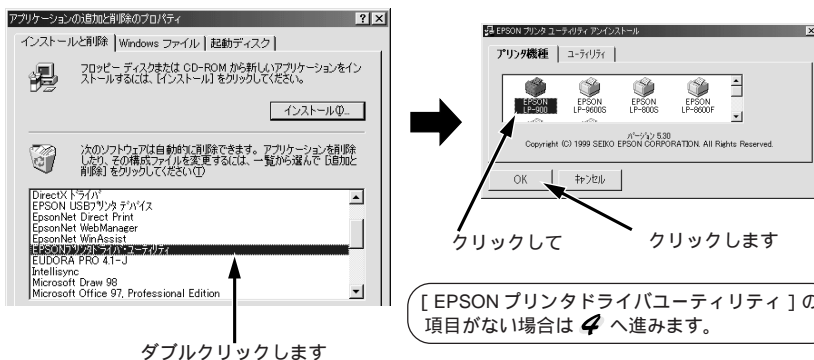 アプリケーションの追加と削除のプロパティ
インストールと削除
Windows ファイル
起動ディスク
フロッピー ディスクまたは CD-ROM から新しいアプリケーションをイン
ストールするには、[インストール] をクリックしてください。
インストール(I)...
次のソフトウェアは自動的に削除できます。アプリケーションを削除
したり、その構成ファイルを変更するには、一覧から選んで [追加と
削除] をクリックしてください(T)
DirectX ドライバ
EPSON USBプリンタ デバイス
EpsonNet Direct Print
EpsonNet WebManager
EpsonNet WinAssist
EPSONプリンタドライバ・ユーティリティ
EUDORA PRO 4.1-J
Intellisync
Microsoft Draw 98
Microsoft Office 97, Professional Edition
ダブルクリックします
EPSON プリンタ ユーティリティ アンインストール
プリンタ機種
ユーティリティ
EPSON LP-900
EPSON LP-9600S
EPSON LP-800S
EPSON LP-8600F
バージョン 5.30
Copyright (C) 1999 SEIKO EPSON CORPORATION. All Rights Reserved.
OK
キャンセル
クリックして
クリックします
[ EPSON プリンタドライバユーティリティ ] の
項目がない場合は 4 へ進みます。